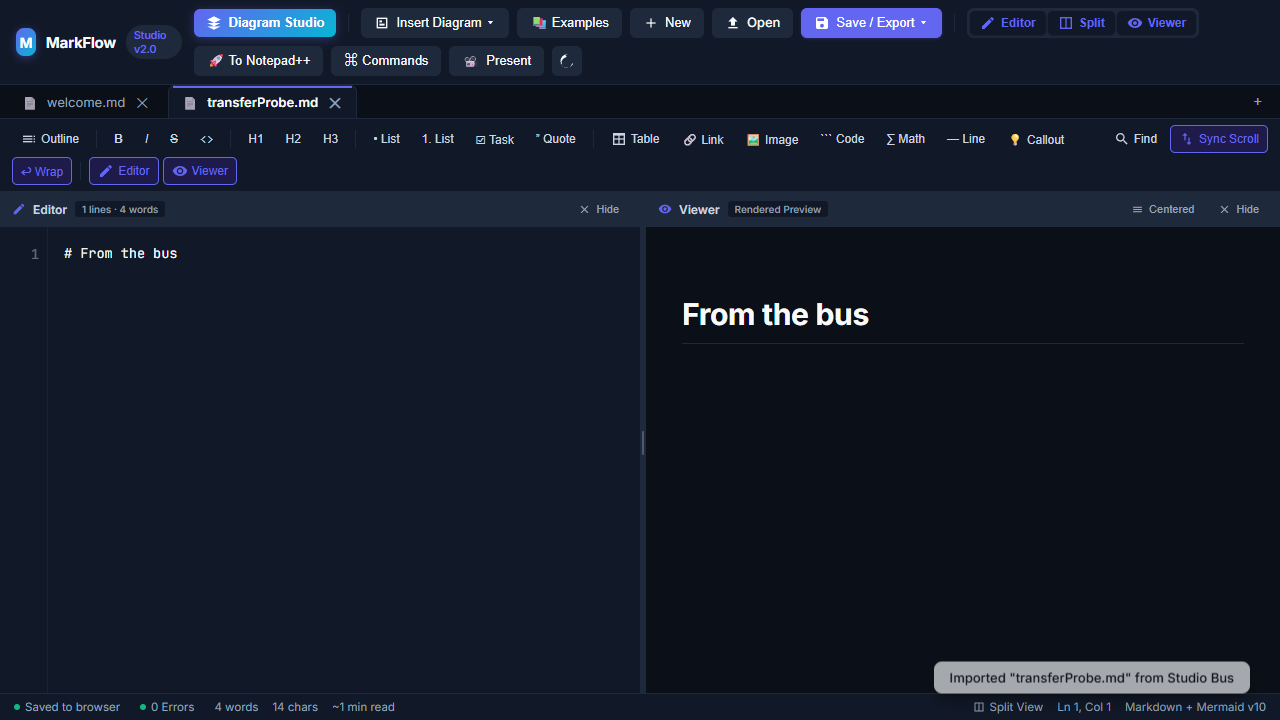 M MarkFlow Studio v2.0 Diagram Studio Insert Diagram Examples New Open Save / Export Editor Split Viewer
To Notepad++ Commands Present
welcome.md transferProbe.md +
Outline B I S <> H1 H2 H3 • List 1. List ☑ Task " Quote Table Link Image ``` Code ∑ Math — Line Callout Find Sync Scroll
↩ Wrap Editor Viewer
Editor 1 lines · 4 words Hide Viewer Rendered Preview Centered Hide
1 # From the bus
From the bus
Imported "transferProbe.md" from Studio Bus
Saved to browser 0 Errors 4 words 14 chars ~1 min read Split View Ln 1, Col 1 Markdown + Mermaid v10